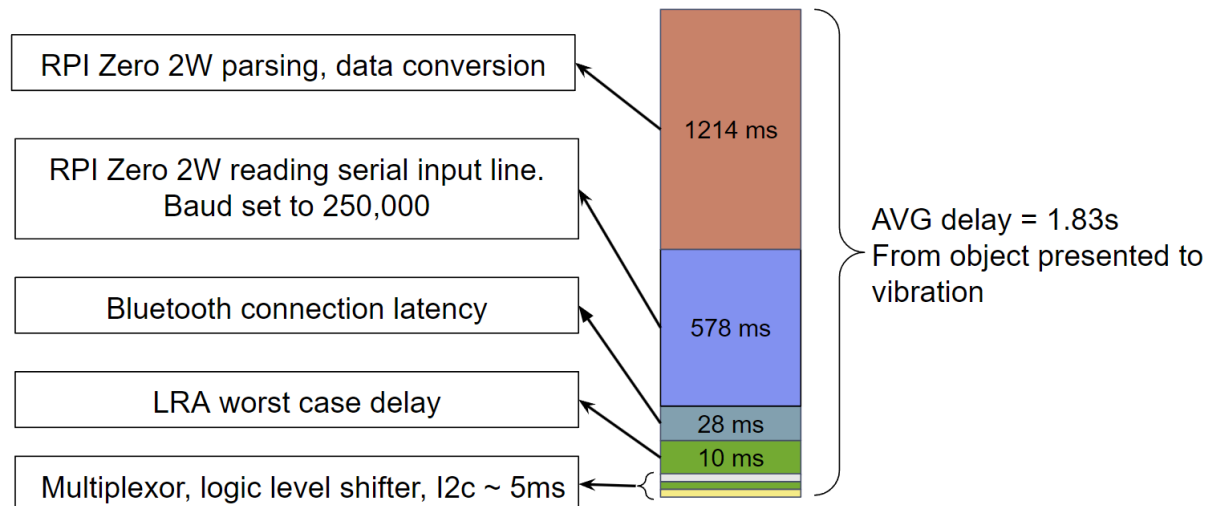 RPI Zero 2W parsing, data conversion
1214 ms
RPI Zero 2W reading serial input line.
Baud set to 250,000
AVG delay = 1.83s
From object presented to
vibration
Bluetooth connection latency
578 ms
LRA worst case delay
28 ms
10 ms
Multiplexor, logic level shifter, I2c ~ 5ms